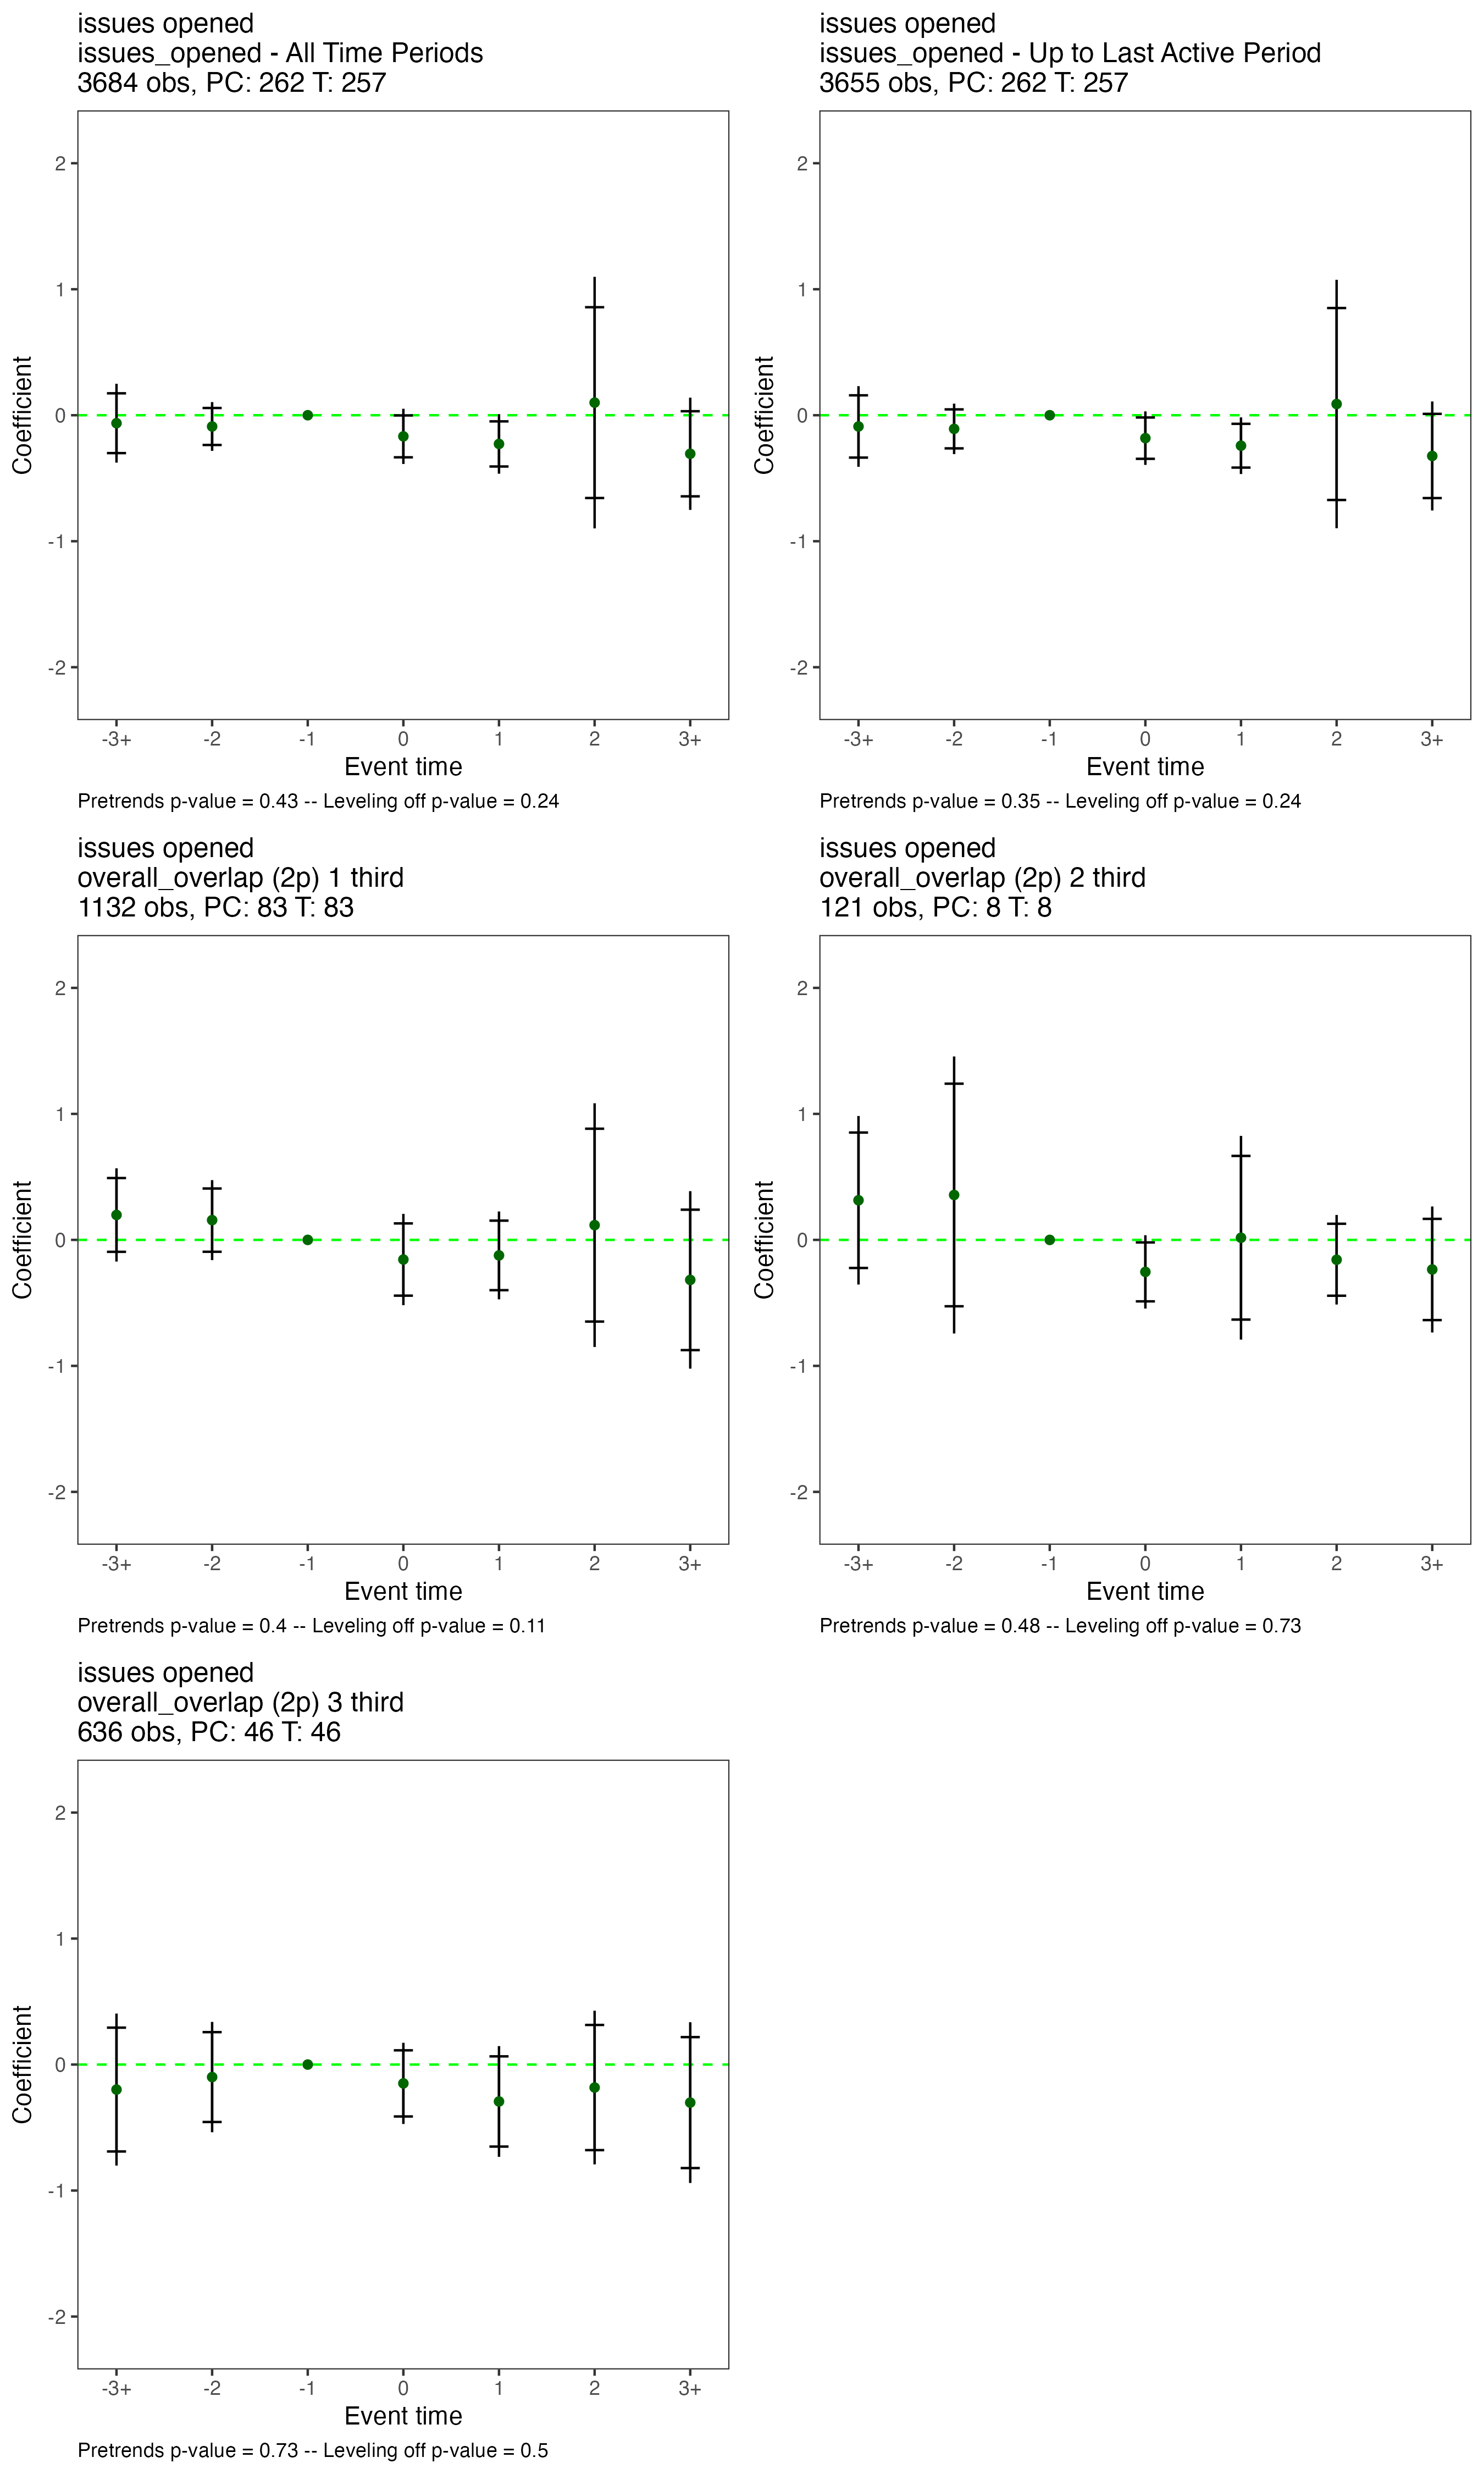 issues opened
issues_opened - All Time Periods
3684 obs, PC: 262 T: 257
Coefficient
2
1
0
-1
-2
-3+ -2 -1 0 1 2 3+
Event time
Pretrends p-value = 0.43 -- Leveling off p-value = 0.24
issues opened
issues_opened - Up to Last Active Period
3655 obs, PC: 262 T: 257
Coefficient
2
1
0
-1
-2
-3+ -2 -1 0 1 2 3+
Event time
Pretrends p-value = 0.35 -- Leveling off p-value = 0.24
issues opened
overall_overlap (2p) 1 third
1132 obs, PC: 83 T: 83
Coefficient
2
1
0
-1
-2
-3+ -2 -1 0 1 2 3+
Event time
Pretrends p-value = 0.4 -- Leveling off p-value = 0.11
issues opened
overall_overlap (2p) 2 third
121 obs, PC: 8 T: 8
Coefficient
2
1
0
-1
-2
-3+ -2 -1 0 1 2 3+
Event time
Pretrends p-value = 0.48 -- Leveling off p-value = 0.73
issues opened
overall_overlap (2p) 3 third
636 obs, PC: 46 T: 46
Coefficient
2
1
0
-1
-2
-3+ -2 -1 0 1 2 3+
Event time
Pretrends p-value = 0.73 -- Leveling off p-value = 0.5